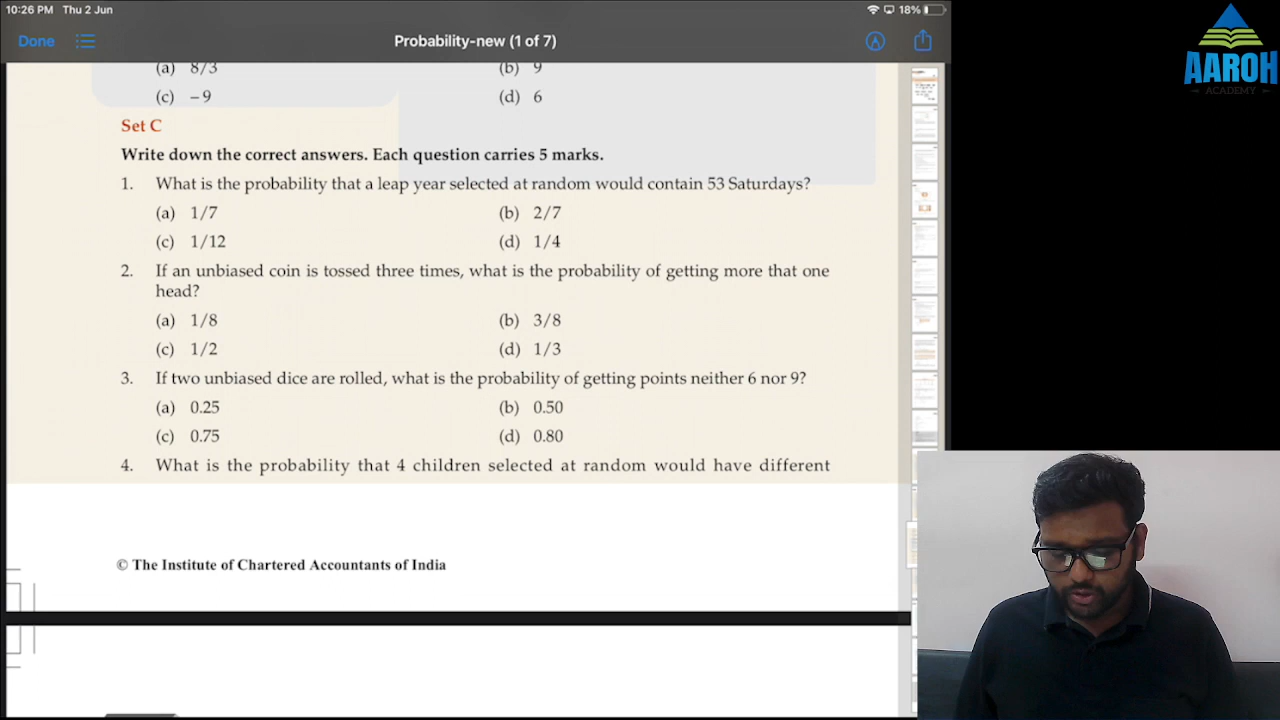 10:26 PM Thu 2 Jun
18%
AAROH
ACADEMY
Done
Probability-new (1 of 7)
(a) 8/3
(b) 9
(c) –9
(d) 6
Set C
Write down the correct answers. Each question carries 5 marks.
1. What is the probability that a leap year selected at random would contain 53 Saturdays?
(a) 1/7
(b) 2/7
(c) 1/12
(d) 1/4
2. If an unbiased coin is tossed three times, what is the probability of getting more that one
head?
(a) 1/8
(b) 3/8
(c) 1/2
(d) 1/3
3. If two unbiased dice are rolled, what is the probability of getting points neither 6 nor 9?
(a) 0.25
(b) 0.50
(c) 0.75
(d) 0.80
4. What is the probability that 4 children selected at random would have different
© The Institute of Chartered Accountants of India